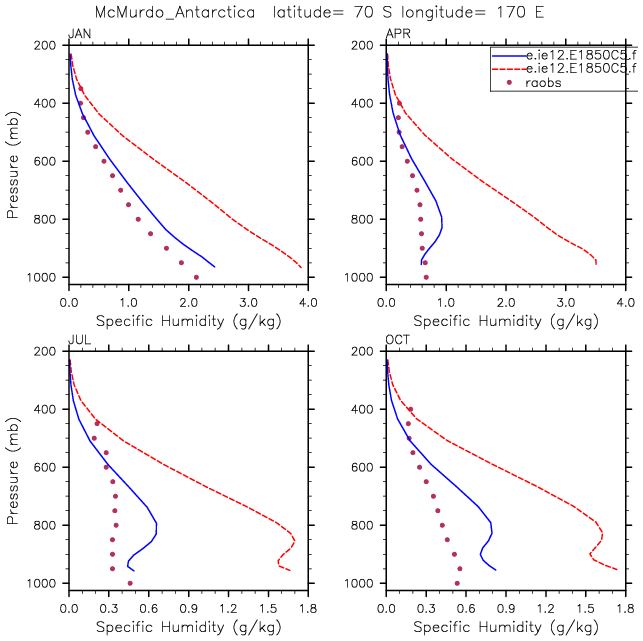 McMurdo_Antarctica latitude= 70 S longitude= 170 E
JAN
APR
200
400
600
800
1000
Pressure (mb)
0.0 1.0 2.0 3.0 4.0
Specific Humidity (g/kg)
200
400
600
800
1000
0.0 1.0 2.0 3.0 4.0
Specific Humidity (g/kg)
e.ie12.E1850C5.f
e.ie12.E1850C5.f
raobs
JUL
OCT
200
400
600
800
1000
Pressure (mb)
0.0 0.3 0.6 0.9 1.2 1.5 1.8
Specific Humidity (g/kg)
200
400
600
800
1000
0.0 0.3 0.6 0.9 1.2 1.5 1.8
Specific Humidity (g/kg)